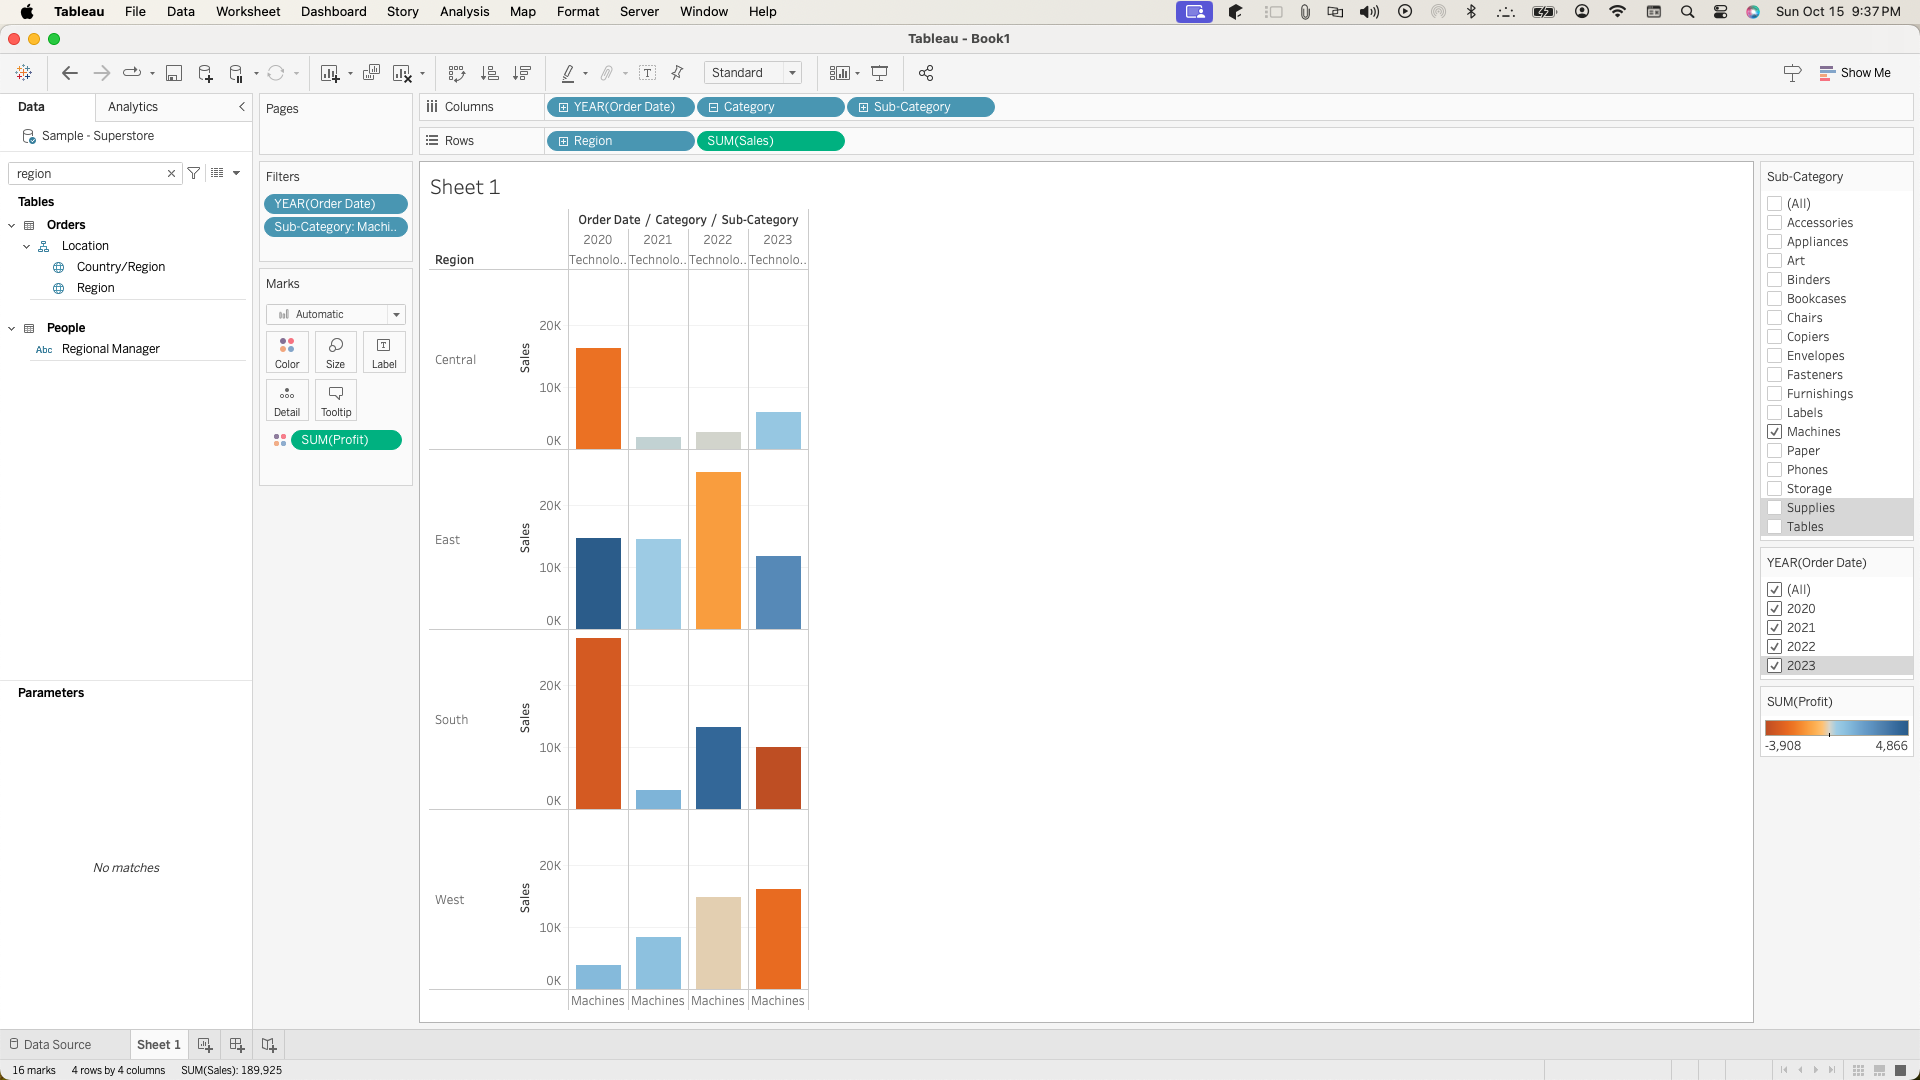 Tableau File Data Worksheet Dashboard Story Analysis Map Format Server Window Help Sun Oct 15 9:37 PM
Tableau - Book1
Standard Show Me
Data Analytics
Sample - Superstore
region
Tables
Orders
Location
Country/Region
Region
People
Abc Regional Manager
Parameters
No matches
Pages
Filters
YEAR(Order Date)
Sub-Category: Machi..
Marks
Automatic
Color Size Label
Detail Tooltip
SUM(Profit)
Columns YEAR(Order Date) Category Sub-Category
Rows Region SUM(Sales)
Sheet 1
Order Date / Category / Sub-Category
2020 2021 2022 2023
Region Technolo.. Technolo.. Technolo.. Technolo..
Central Sales 20K 10K 0K
East Sales 20K 10K 0K
South Sales 20K 10K 0K
West Sales 20K 10K 0K
Machines Machines Machines Machines
Sub-Category
(All)
Accessories
Appliances
Art
Binders
Bookcases
Chairs
Copiers
Envelopes
Fasteners
Furnishings
Labels
Machines
Paper
Phones
Storage
Supplies
Tables
YEAR(Order Date)
(All)
2020
2021
2022
2023
SUM(Profit)
-3,908 4,866
Data Source Sheet 1
16 marks 4 rows by 4 columns SUM(Sales): 189,925